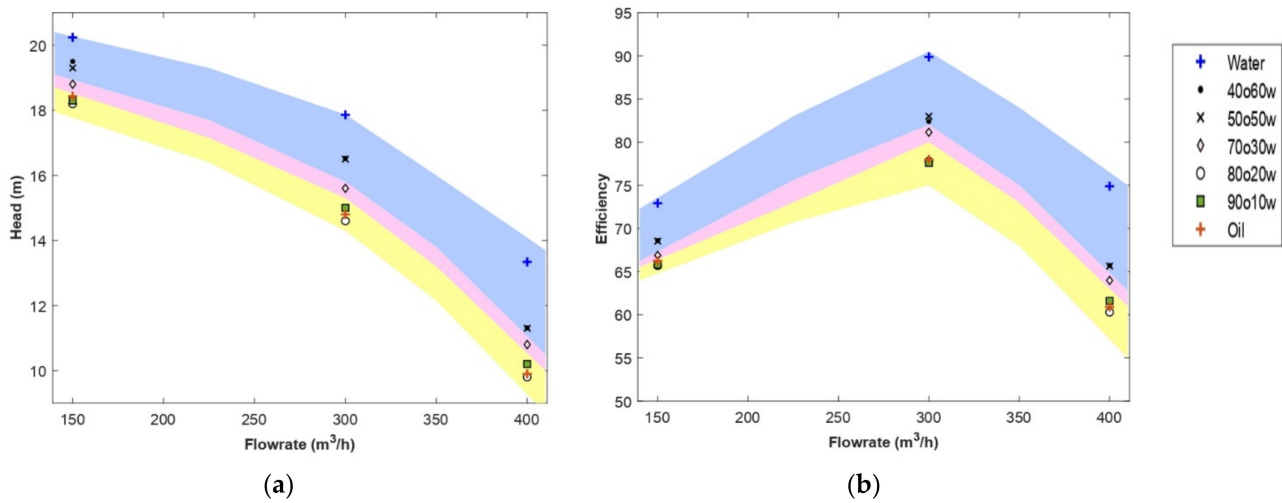 20
18
16
14
12
10
Head (m)
150
200
250
300
350
400
Flowrate (m³/h)
(a)
95
90
85
80
75
70
65
60
55
50
Efficiency
150
200
250
300
350
400
Flowrate (m³/h)
(b)
Water
40o60w
50o50w
70o30w
80o20w
90o10w
Oil